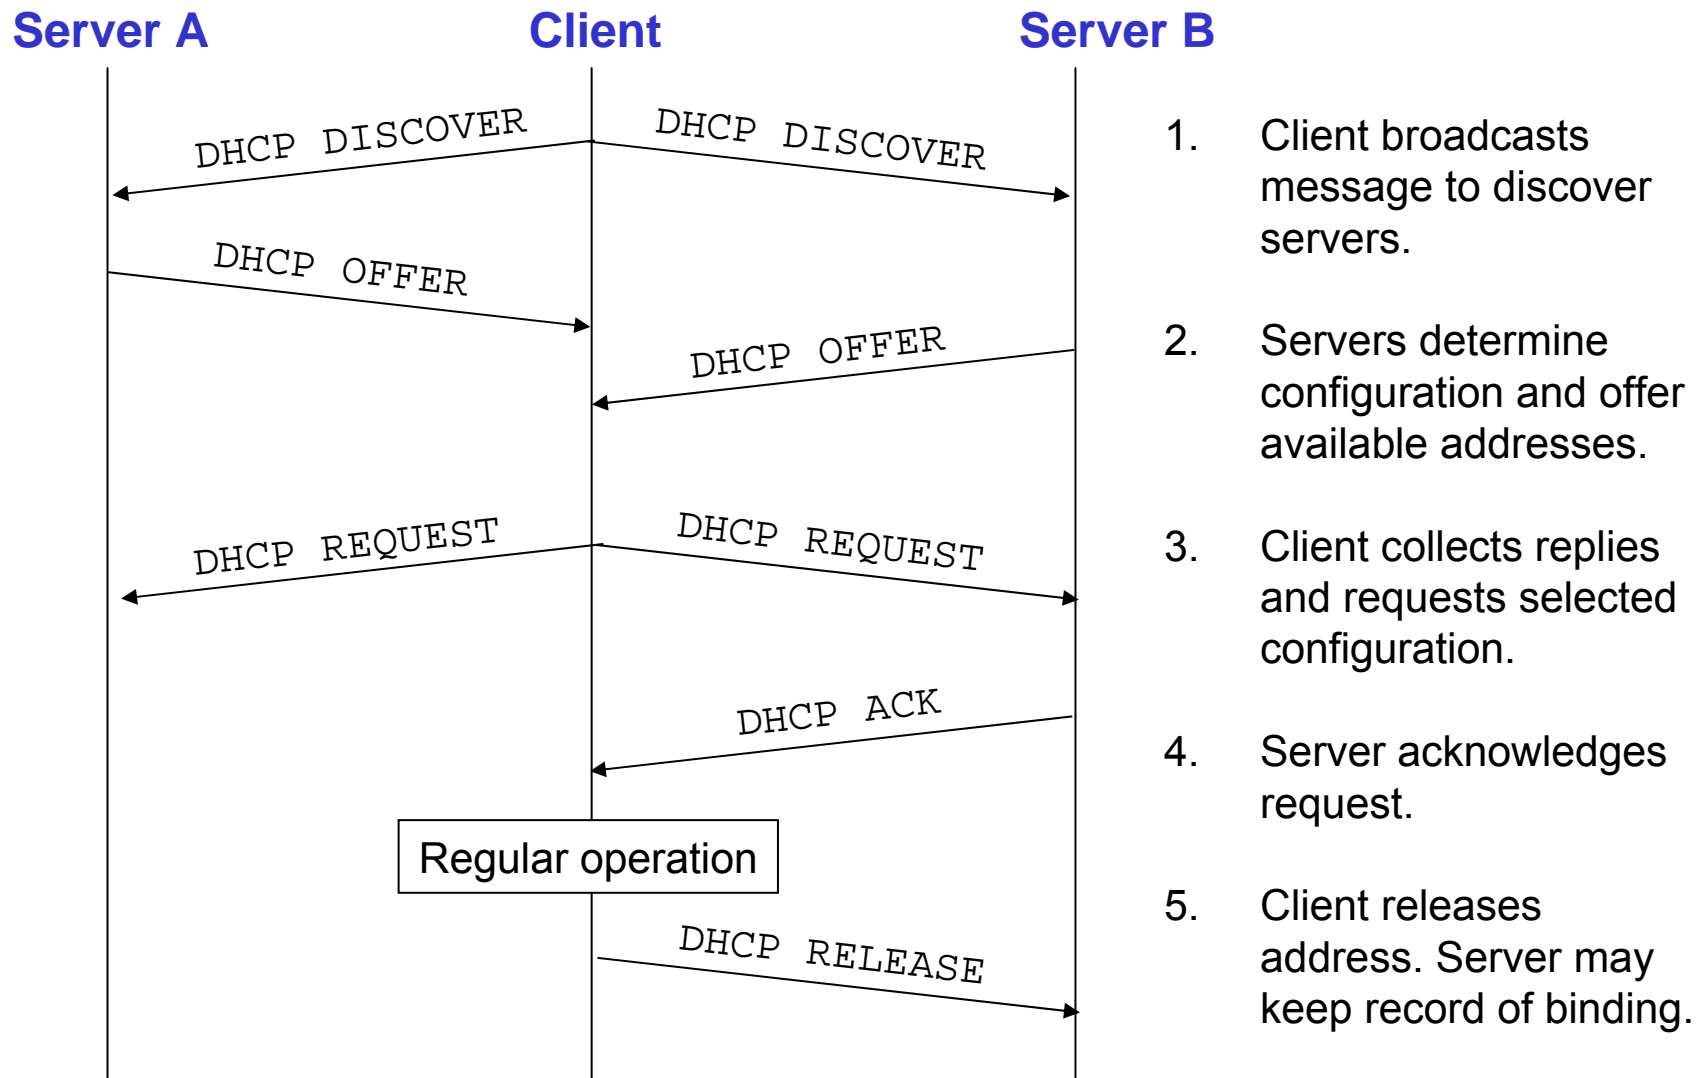 Server A
Client
Server B
DHCP DISCOVER
DHCP DISCOVER
DHCP OFFER
DHCP OFFER
DHCP REQUEST
DHCP REQUEST
DHCP ACK
Regular operation
DHCP RELEASE
1. Client broadcasts
message to discover
servers.
2. Servers determine
configuration and offer
available addresses.
3. Client collects replies
and requests selected
configuration.
4. Server acknowledges
request.
5. Client releases
address. Server may
keep record of binding.